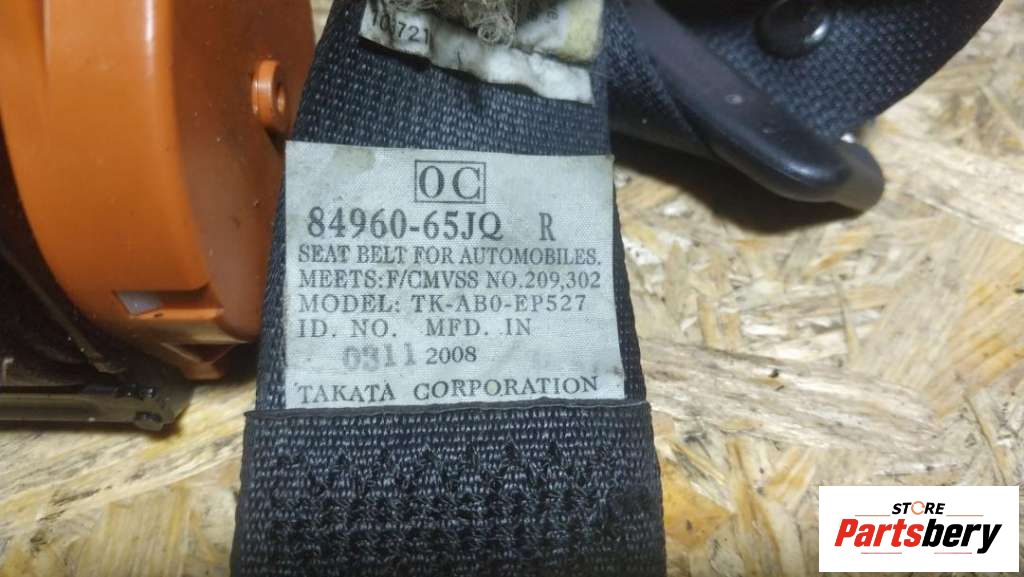 OC
84960-65JQ R
SEAT BELT FOR AUTOMOBILES.
MEETS:F/CMVSS NO.209,302
MODEL: TK-AB0-EP527
ID. NO. MFD. IN
0311 2008
TAKATA CORPORATION
STORE
Partsbery